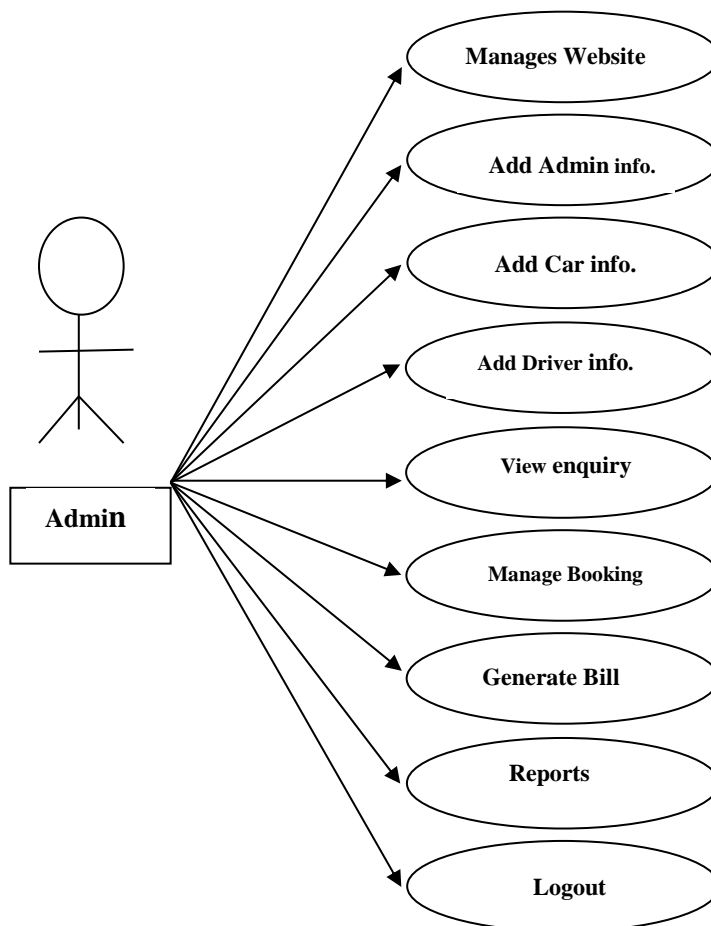 Manages Website
Add Admin info.
Add Car info.
Add Driver info.
View enquiry
Admin
Manage Booking
Generate Bill
Reports
Logout